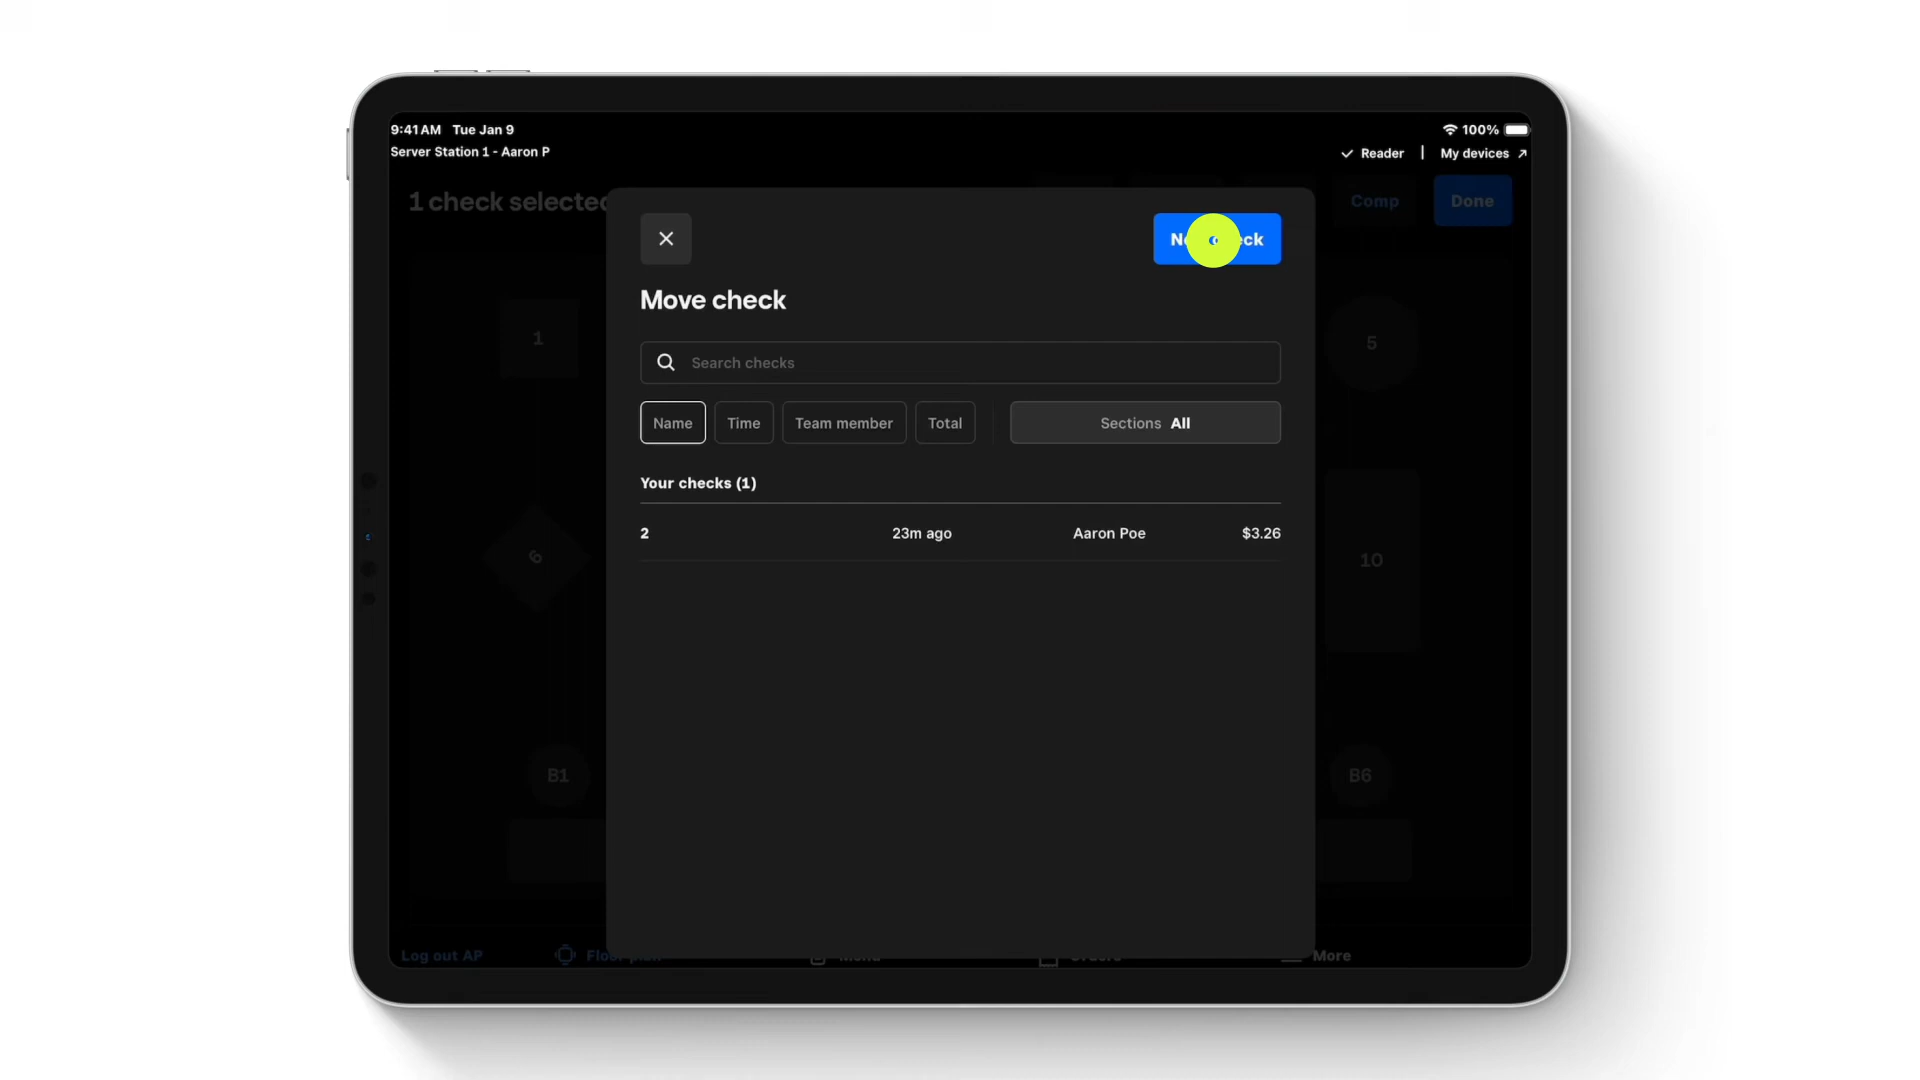 9:41 AM Tue Jan 9
100%
Server Station 1 - Aaron P
Reader | My devices
1 check selected
Comp
Done
Move check
Search checks
Name
Time
Team member
Total
Sections All
Your checks (1)
2 23m ago Aaron Poe $3.26
1
5
6
10
B1
B6
Log out AP
More